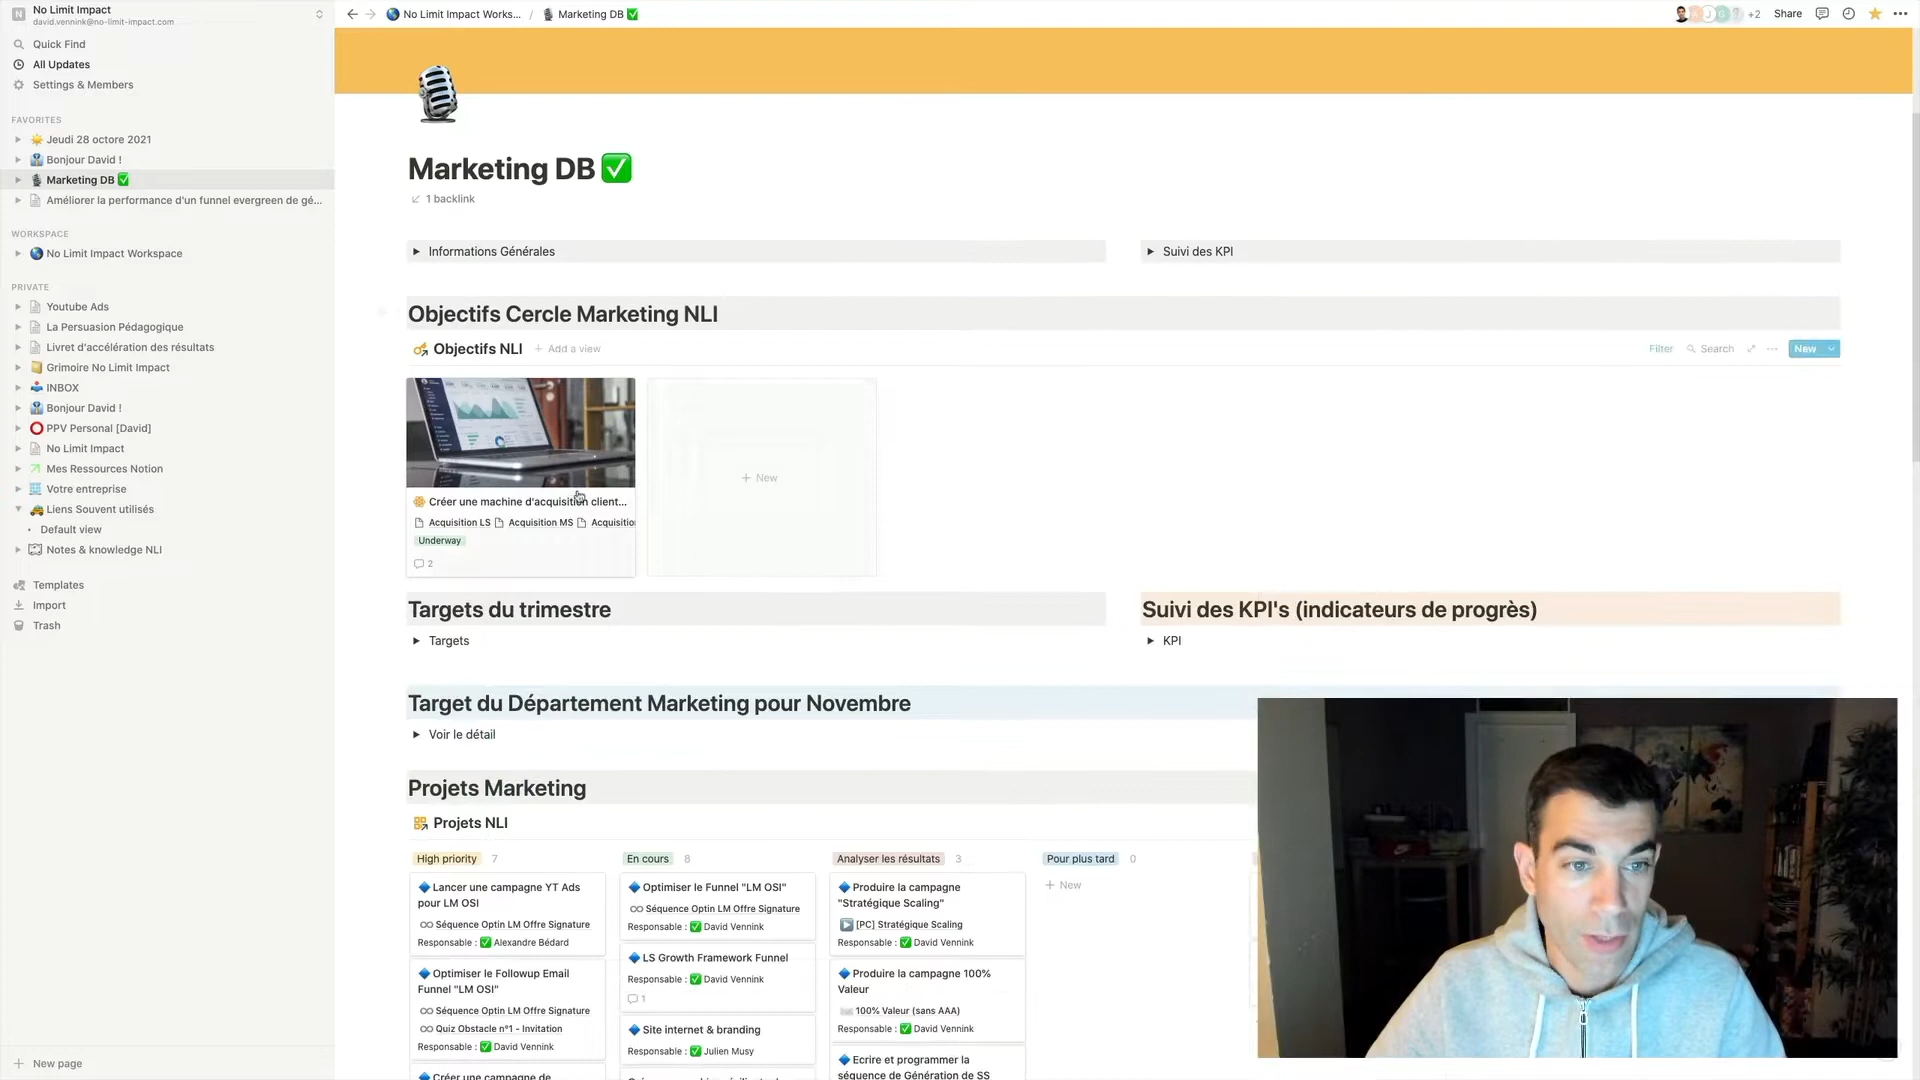 No Limit Impact
david.vennink@no-limit-impact.com
Quick Find
All Updates
Settings & Members
FAVORITES
Jeudi 28 octore 2021
Bonjour David !
Marketing DB
Améliorer la performance d'un funnel evergreen de gé...
WORKSPACE
No Limit Impact Workspace
PRIVATE
Youtube Ads
La Persuasion Pédagogique
Livret d'accélération des résultats
Grimoire No Limit Impact
INBOX
Bonjour David !
PPV Personal [David]
No Limit Impact
Mes Ressources Notion
Votre entreprise
Liens Souvent utilisés
Default view
Notes & knowledge NLI
Templates
Import
Trash
New page
No Limit Impact Works... / Marketing DB
+2 Share
Marketing DB
1 backlink
Informations Générales
Suivi des KPI
Objectifs Cercle Marketing NLI
Objectifs NLI + Add a view
Filter Search New
Créer une machine d'acquisition client...
Acquisition LS Acquisition MS Acquisition
Underway
2
+ New
Targets du trimestre
Targets
Suivi des KPI's (indicateurs de progrès)
KPI
Target du Département Marketing pour Novembre
Voir le détail
Projets Marketing
Projets NLI
High priority 7
Lancer une campagne YT Ads
pour LM OSI
Séquence Optin LM Offre Signature
Responsable : Alexandre Bédard
Optimiser le Followup Email
Funnel "LM OSI"
Séquence Optin LM Offre Signature
Quiz Obstacle n°1 - Invitation
Responsable : David Vennink
Créer une campagne de
En cours 8
Optimiser le Funnel "LM OSI"
Séquence Optin LM Offre Signature
Responsable : David Vennink
LS Growth Framework Funnel
Responsable : David Vennink
1
Site internet & branding
Responsable : Julien Musy
Analyser les résultats 3
Produire la campagne
"Stratégique Scaling"
[PC] Stratégique Scaling
Responsable : David Vennink
Produire la campagne 100%
Valeur
100% Valeur (sans AAA)
Responsable : David Vennink
Ecrire et programmer la
séquence de Génération de SS
Pour plus tard 0
+ New